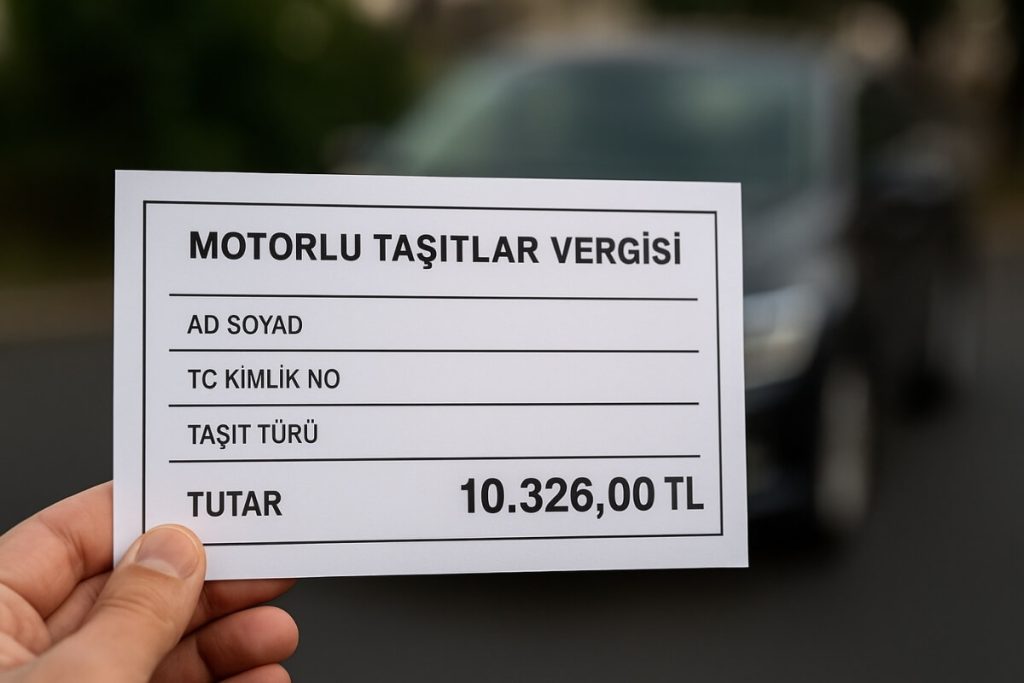 MOTORLU TAŞITLAR VERGİSİ
AD SOYAD
TC KİMLİK NO
TAŞIT TÜRÜ
TUTAR 10.326,00 TL